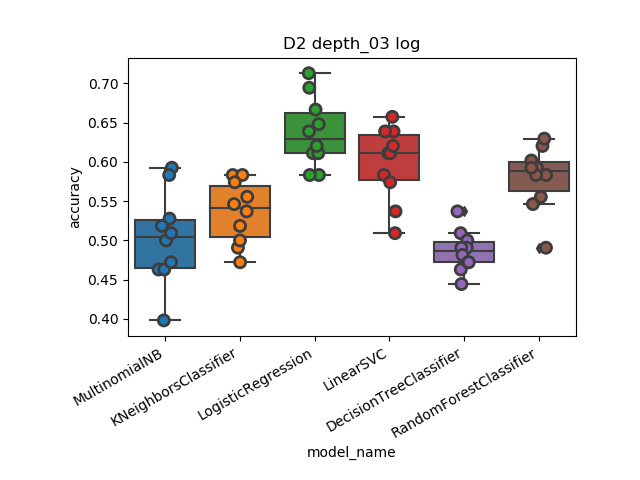 D2 depth_03 log
accuracy
0.70
0.65
0.60
0.55
0.50
0.45
0.40
MultinomialNB
KNeighborsClassifier
LogisticRegression
LinearSVC
DecisionTreeClassifier
RandomForestClassifier
model_name